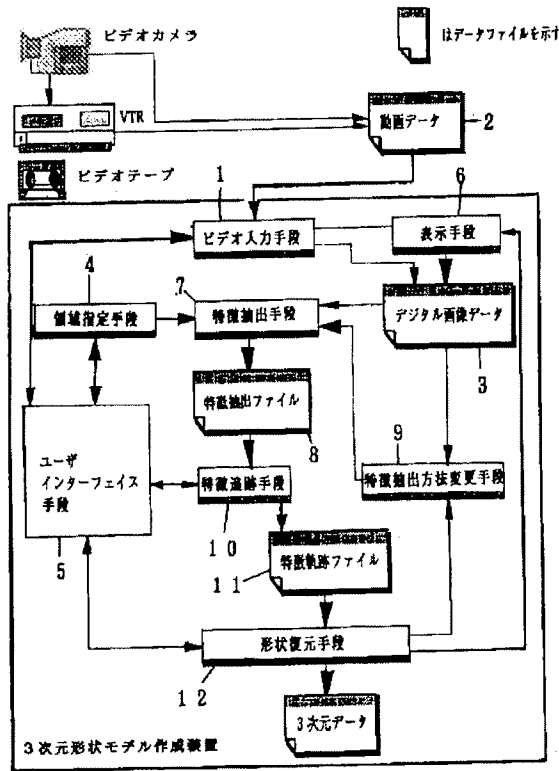 ビデオカメラ
はデータファイルを示す
VTR
動画データ
2
ビデオテープ
1
6
ビデオ入力手段
表示手段
4
7
領域指定手段
特徴抽出手段
デジタル画像データ
3
特徴抽出ファイル
8
9
ユーザ
インターフェイス
手段
5
特徴追跡手段
10
特徴抽出方法変更手段
特徴軌跡ファイル
11
形状復元手段
12
3次元データ
3次元形状モデル作成装置